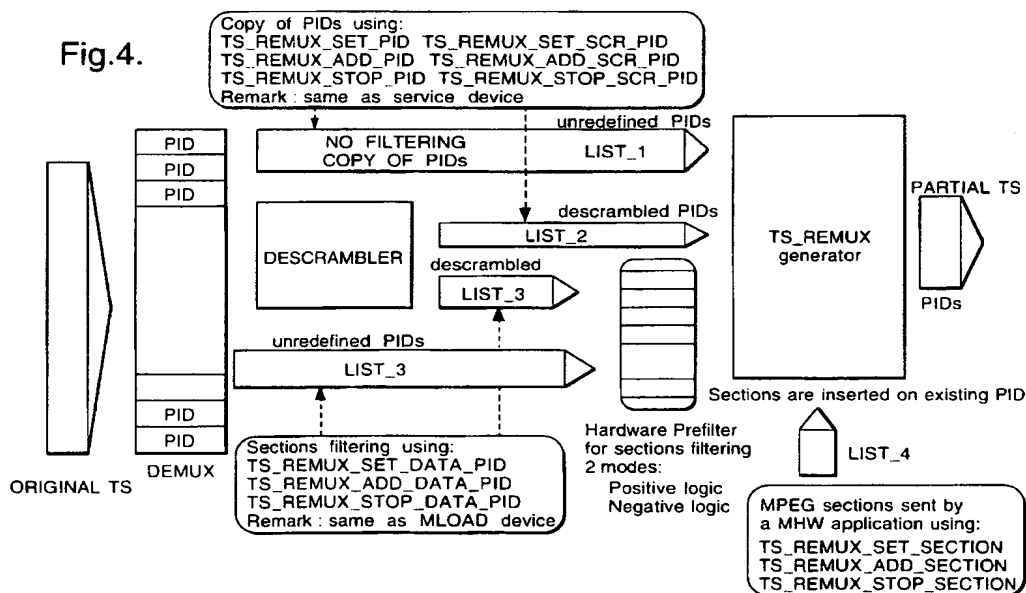 Fig.4.
Copy of PIDs using:
TS_REMUX_SET_PID TS_REMUX_SET_SCR_PID
TS_REMUX_ADD_PID TS_REMUX_ADD_SCR_PID
TS_REMUX_STOP_PID TS_REMUX_STOP_SCR_PID
Remark : same as service device
unredefined PIDs
NO FILTERING
COPY OF PIDs
LIST_1
PID
PID
PID
PID
PID
DEMUX
ORIGINAL TS
DESCRAMBLER
descrambled PIDs
LIST_2
descrambled
LIST_3
unredefined PIDs
LIST_3
TS_REMUX
generator
PARTIAL TS
PIDs
Sections are inserted on existing PID
Sections filtering using:
TS_REMUX_SET_DATA_PID
TS_REMUX_ADD_DATA_PID
TS_REMUX_STOP_DATA_PID
Remark : same as MLOAD device
Hardware Prefilter
for sections filtering
2 modes:
Positive logic
Negative logic
LIST_4
MPEG sections sent by
a MHW application using:
TS_REMUX_SET_SECTION
TS_REMUX_ADD_SECTION
TS_REMUX_STOP_SECTION